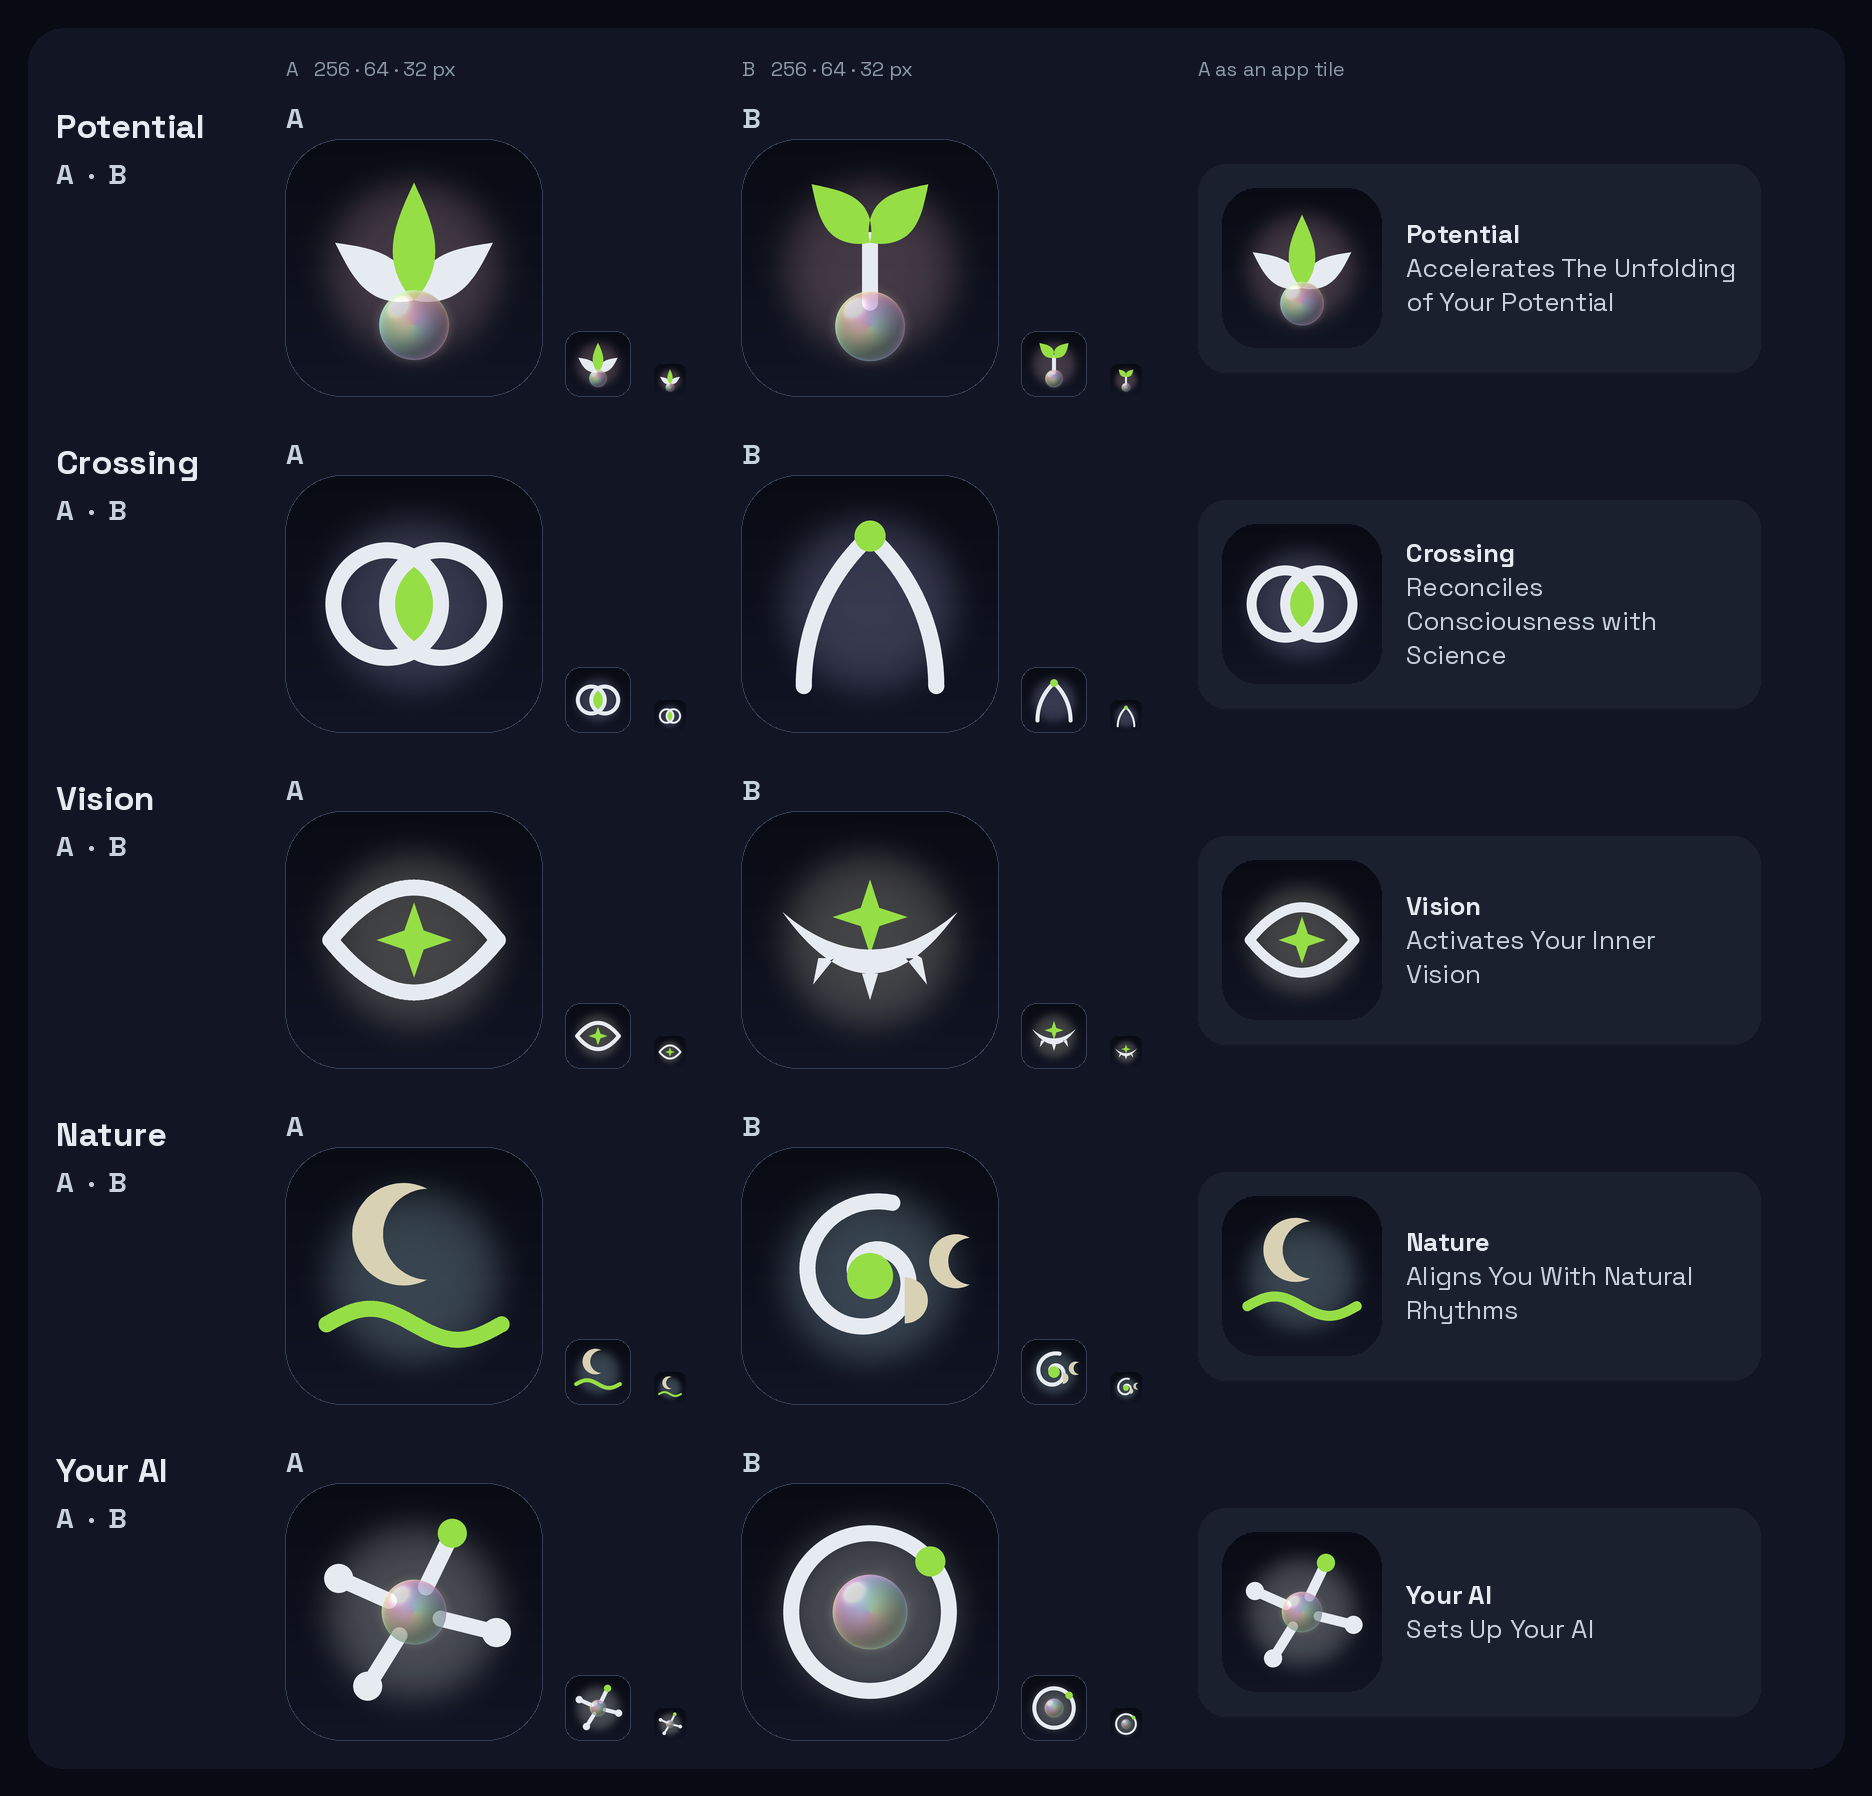 A 256 · 64 · 32 px
B 256 · 64 · 32 px
A as an app tile
Potential
A · B
A
B
Potential
Accelerates The Unfolding
of Your Potential
Crossing
A · B
A
B
Crossing
Reconciles
Consciousness with
Science
Vision
A · B
A
B
Vision
Activates Your Inner
Vision
Nature
A · B
A
B
Nature
Aligns You With Natural
Rhythms
Your AI
A · B
A
B
Your AI
Sets Up Your AI